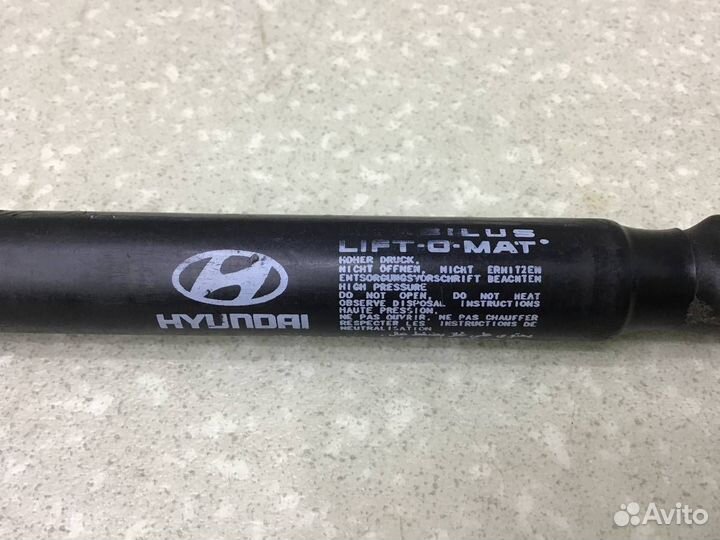 HYUNDAI
BILUS
LIFT-O-MAT
HOHER DRUCK.
NICHT ÖFFNEN, NICHT ERHITZEN
ENTSORGUNGSVORSCHRIFT BEACHTEN
HIGH PRESSURE
DO NOT OPEN, DO NOT HEAT
OBSERVE DISPOSAL INSTRUCTIONS
HAUTE PRESSION.
NE PAS OUVRIR. NE PAS CHAUFFER
RESPECTER LES INSTRUCTIONS DE
NEUTRALISATION
Avito